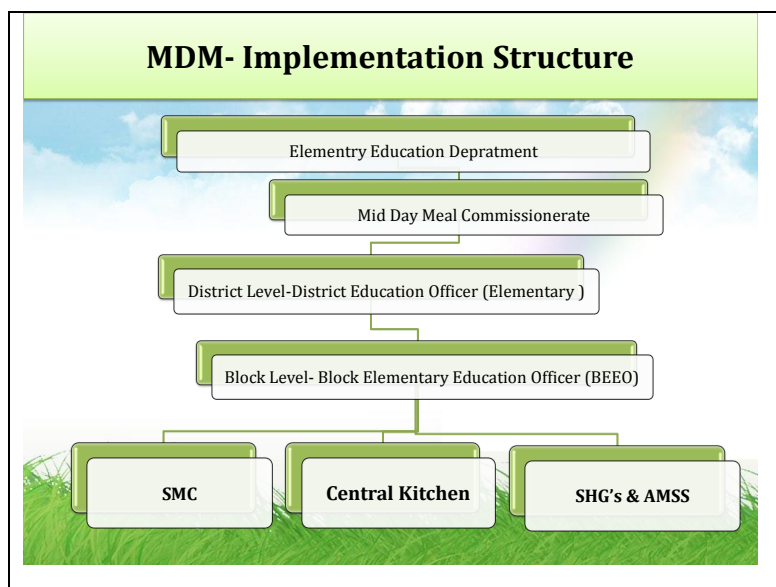 MDM- Implementation Structure
Elementry Education Depratment
Mid Day Meal Commissionerate
District Level-District Education Officer (Elementary )
Block Level- Block Elementary Education Officer (BEEO)
SMC
Central Kitchen
SHG’s & AMSS